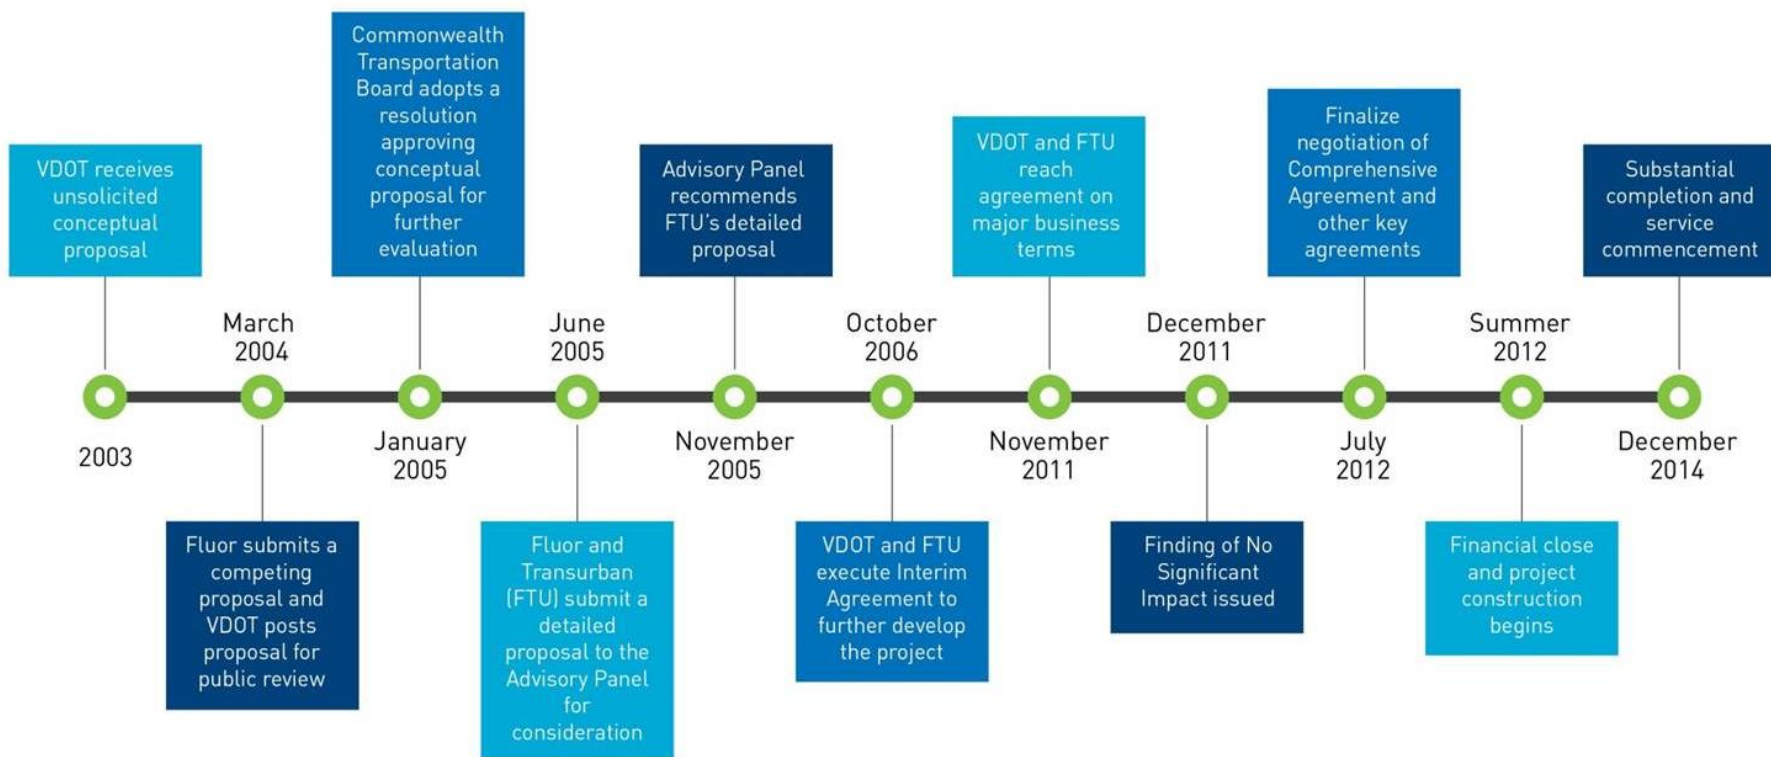 VDOT receives
unsolicited
conceptual
proposal
2003
March
2004
Fluor submits a
competing
proposal and
VDOT posts
proposal for
public review
Commonwealth
Transportation
Board adopts a
resolution
approving
conceptual
proposal for
further
evaluation
January
2005
June
2005
Fluor and
Transurban
(FTU) submit a
detailed
proposal to the
Advisory Panel
for
consideration
Advisory Panel
recommends
FTU's detailed
proposal
November
2005
October
2006
VDOT and FTU
execute Interim
Agreement to
further develop
the project
VDOT and FTU
reach
agreement on
major business
terms
November
2011
December
2011
Finding of No
Significant
Impact issued
Finalize
negotiation of
Comprehensive
Agreement and
other key
agreements
July
2012
Summer
2012
Financial close
and project
construction
begins
Substantial
completion and
service
commencement
December
2014